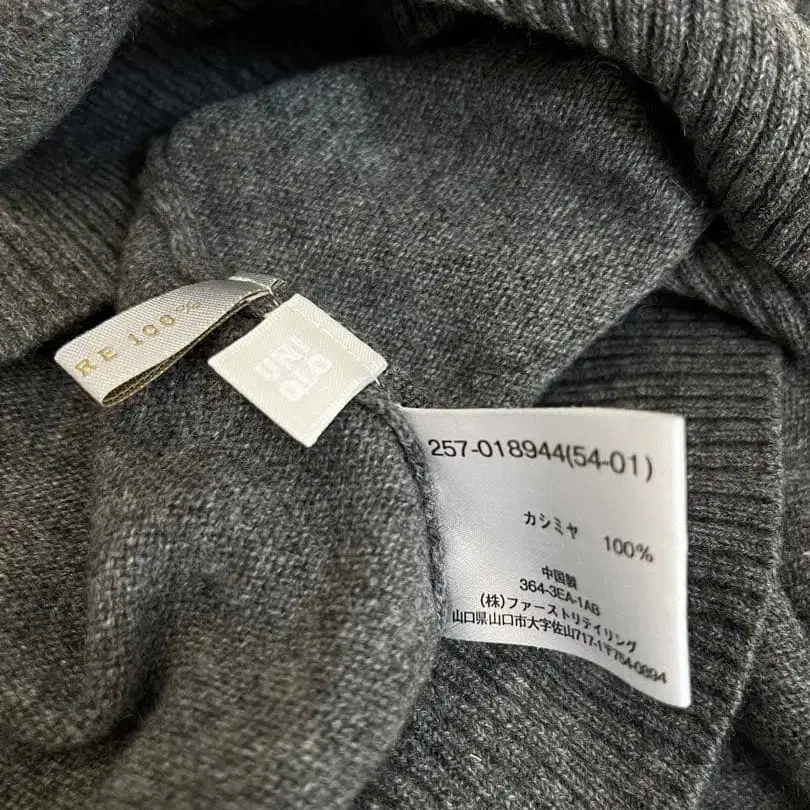 RE 100%
UNI
QLO
257-018944(54-01)
カシミヤ 100%
中国製
364-3EA-1AB
(株)ファーストリテイリング
山口県山口市大字佐山717-1〒754-0894